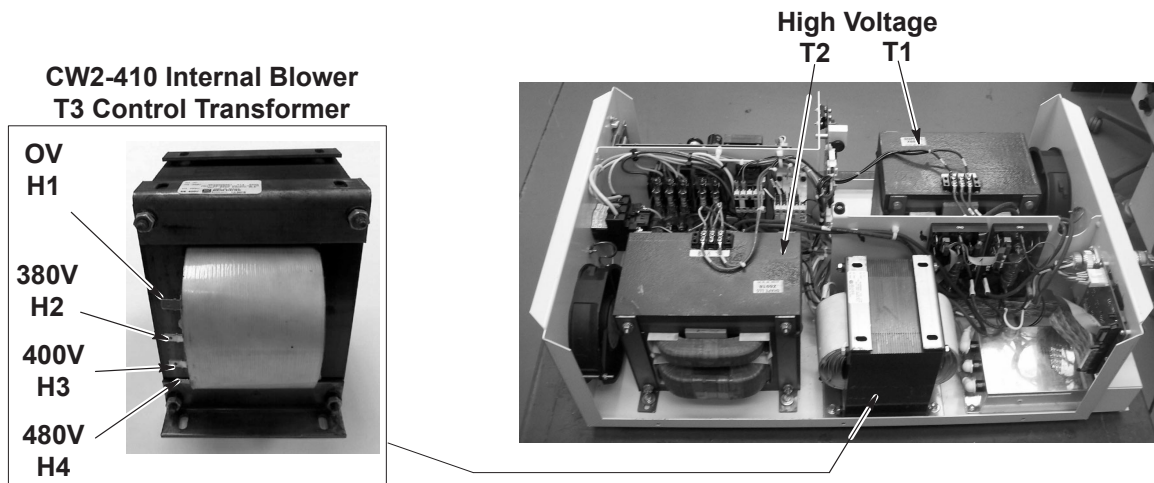 High Voltage
T2 T1
CW2-410 Internal Blower
T3 Control Transformer
OV
H1
380V
H2
400V
H3
480V
H4